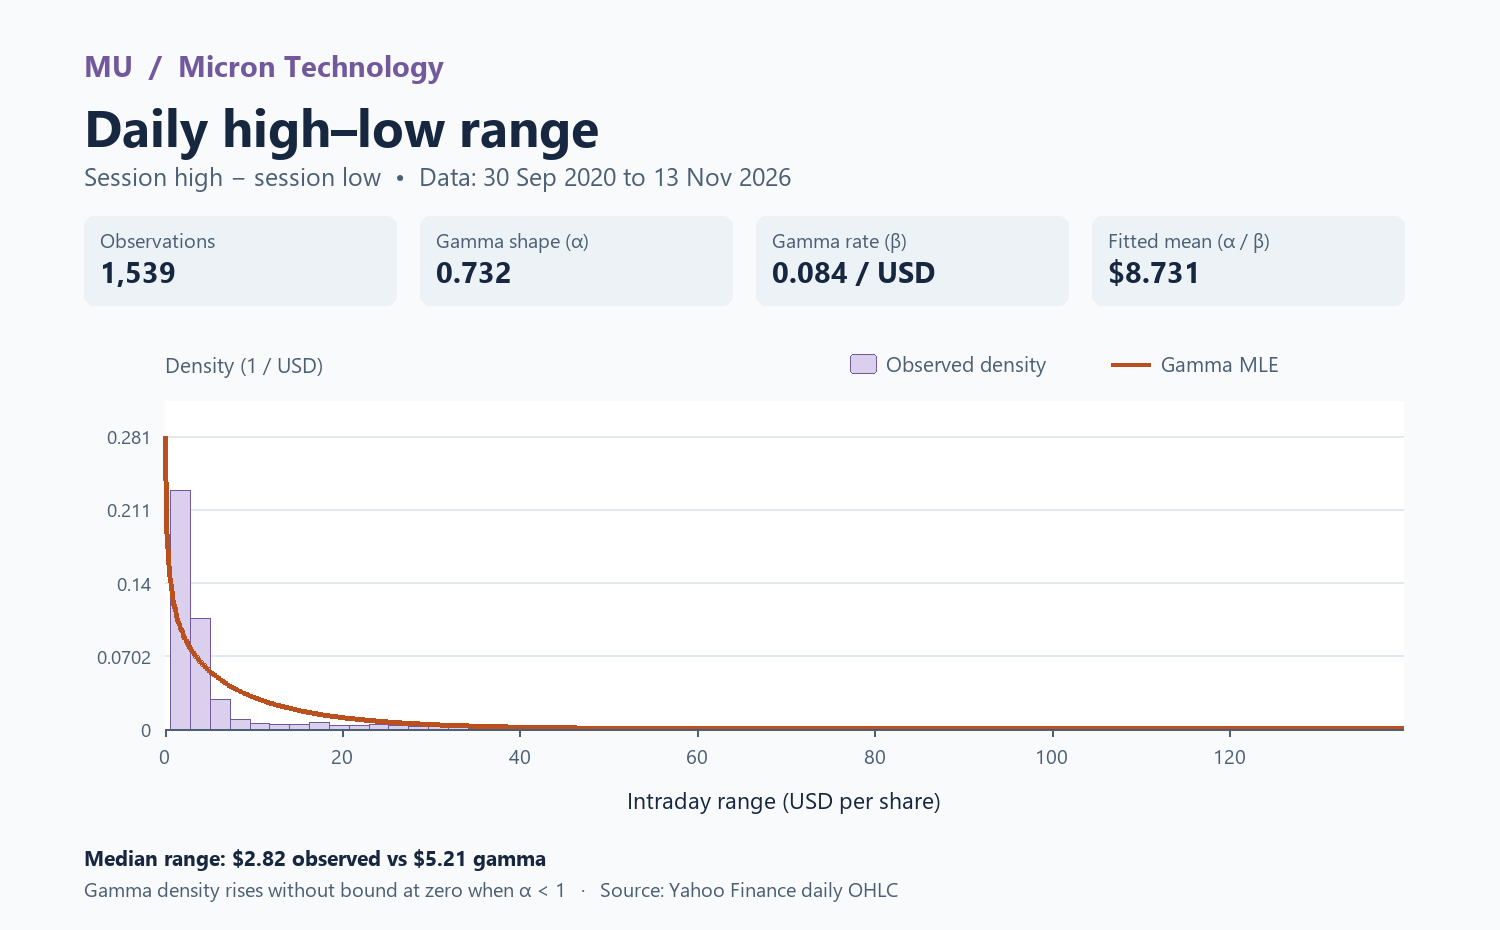 MU / Micron Technology
Daily high–low range
Session high − session low • Data: 30 Sep 2020 to 13 Nov 2026
Observations
1,539
Gamma shape (α)
0.732
Gamma rate (β)
0.084 / USD
Fitted mean (α / β)
$8.731
Density (1 / USD)
Observed density
Gamma MLE
0.281
0.211
0.14
0.0702
0
0 20 40 60 80 100 120
Intraday range (USD per share)
Median range: $2.82 observed vs $5.21 gamma
Gamma density rises without bound at zero when α < 1 · Source: Yahoo Finance daily OHLC